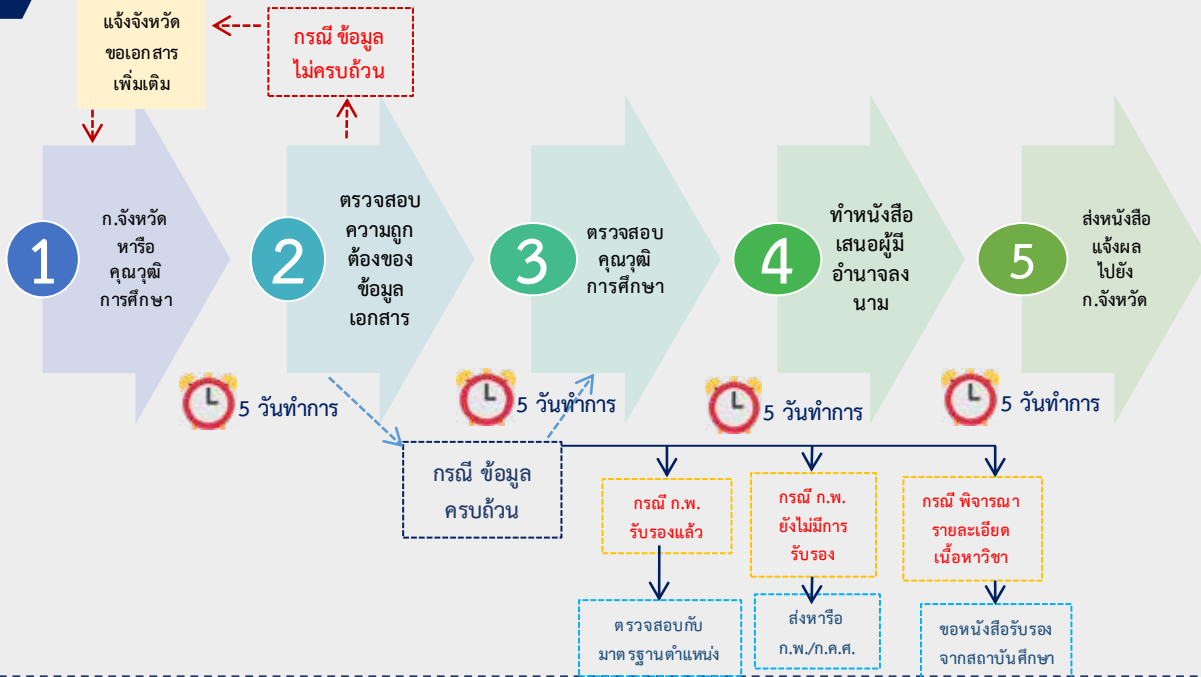 แจ้งจังหวัด
ขอเอกสาร
เพิ่มเติม
กรณี ข้อมูล
ไม่ครบถ้วน
1
ก.จังหวัด
หารือ
คุณวุฒิ
การศึกษา
2
ตรวจสอบ
ความถูก
ต้องของ
ข้อมูล
เอกสาร
3
ตรวจสอบ
คุณวุฒิ
การศึกษา
4
ทำหนังสือ
เสนอผู้มี
อำนาจลง
นาม
5
ส่งหนังสือ
แจ้งผล
ไปยัง
ก.จังหวัด
5 วันทำการ
5 วันทำการ
5 วันทำการ
5 วันทำการ
กรณี ข้อมูล
ครบถ้วน
กรณี ก.พ.
รับรองแล้ว
กรณี ก.พ.
ยังไม่มีการ
รับรอง
กรณี พิจารณา
รายละเอียด
เนื้อหาวิชา
ตรวจสอบกับ
มาตรฐานตำแหน่ง
ส่งหารือ
ก.พ./ก.ค.ศ.
ขอหนังสือรับรอง
จากสถาบันศึกษา